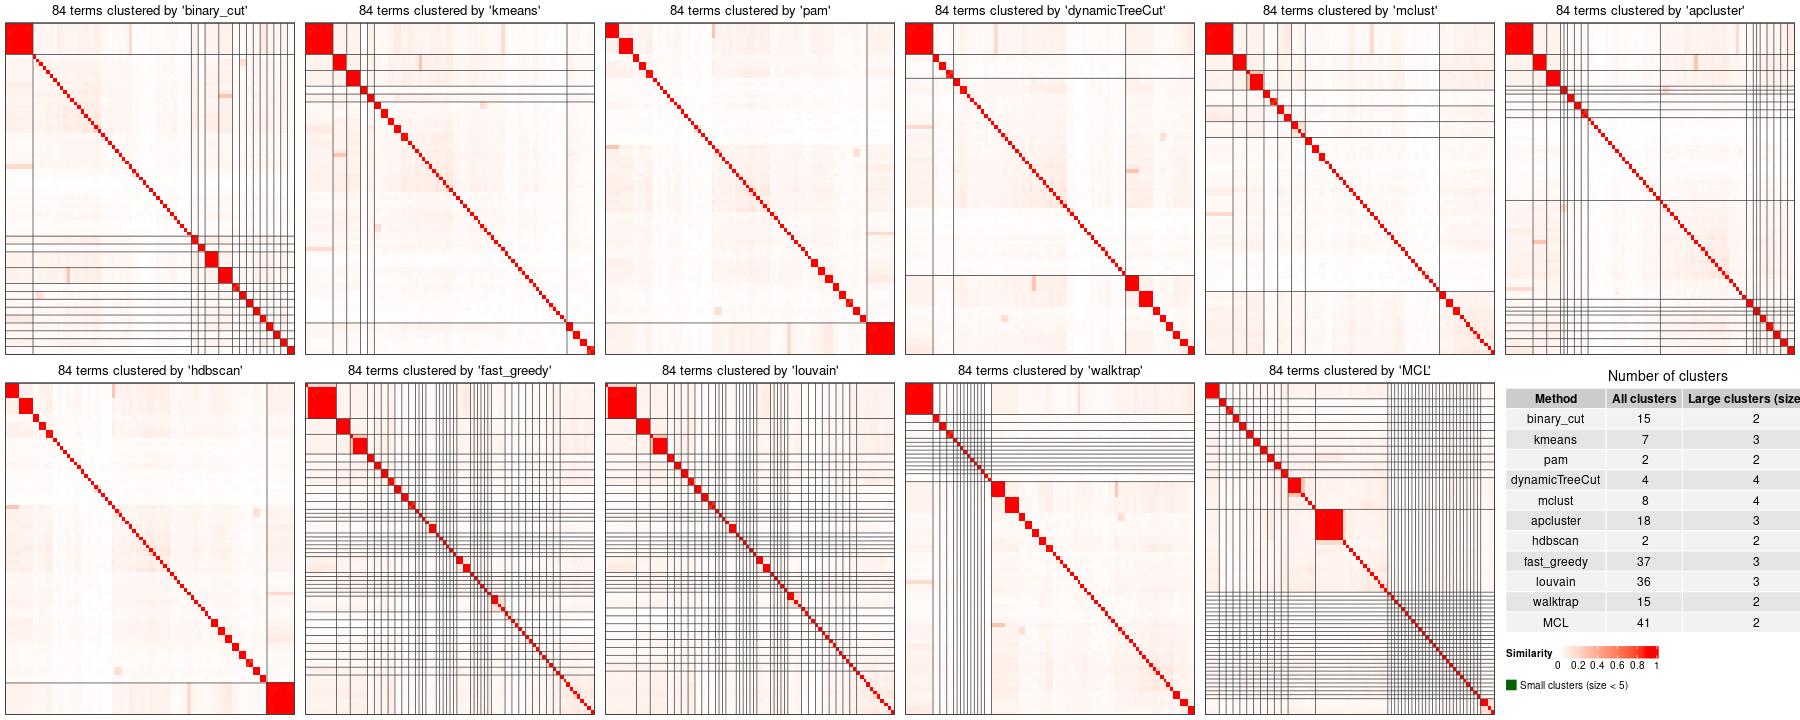 84 terms clustered by 'binary_cut'
84 terms clustered by 'kmeans'
84 terms clustered by 'pam'
84 terms clustered by 'dynamicTreeCut'
84 terms clustered by 'mclust'
84 terms clustered by 'apcluster'
84 terms clustered by 'hdbscan'
84 terms clustered by 'fast_greedy'
84 terms clustered by 'louvain'
84 terms clustered by 'walktrap'
84 terms clustered by 'MCL'
Number of clusters
Method All clusters Large clusters (size
binary_cut 15 2
kmeans 7 3
pam 2 2
dynamicTreeCut 4 4
mclust 8 4
apcluster 18 3
hdbscan 2 2
fast_greedy 37 3
louvain 36 3
walktrap 15 2
MCL 41 2
Similarity
0 0.2 0.4 0.6 0.8 1
Small clusters (size < 5)